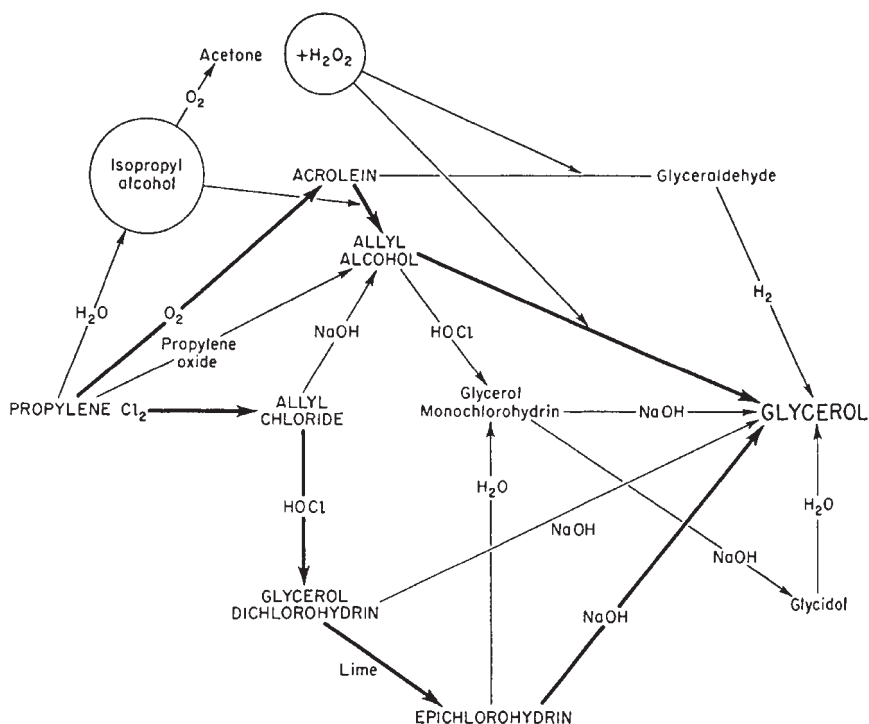 Acetone
+H₂O₂
O₂
Isopropyl
alcohol
ACROLEIN
Glyceraldehyde
ALLYL
ALCOHOL
H₂
H₂O
O₂
NaOH
HOCl
Propylene
oxide
PROPYLENE Cl₂
ALLYL
CHLORIDE
Glycerol
Monochlorohydrin
NaOH
GLYCEROL
H₂O
HOCl
H₂O
NaOH
NaOH
GLYCEROL
DICHLOROHYDRIN
NaOH
Glycidol
Lime
EPICHLOROHYDRIN